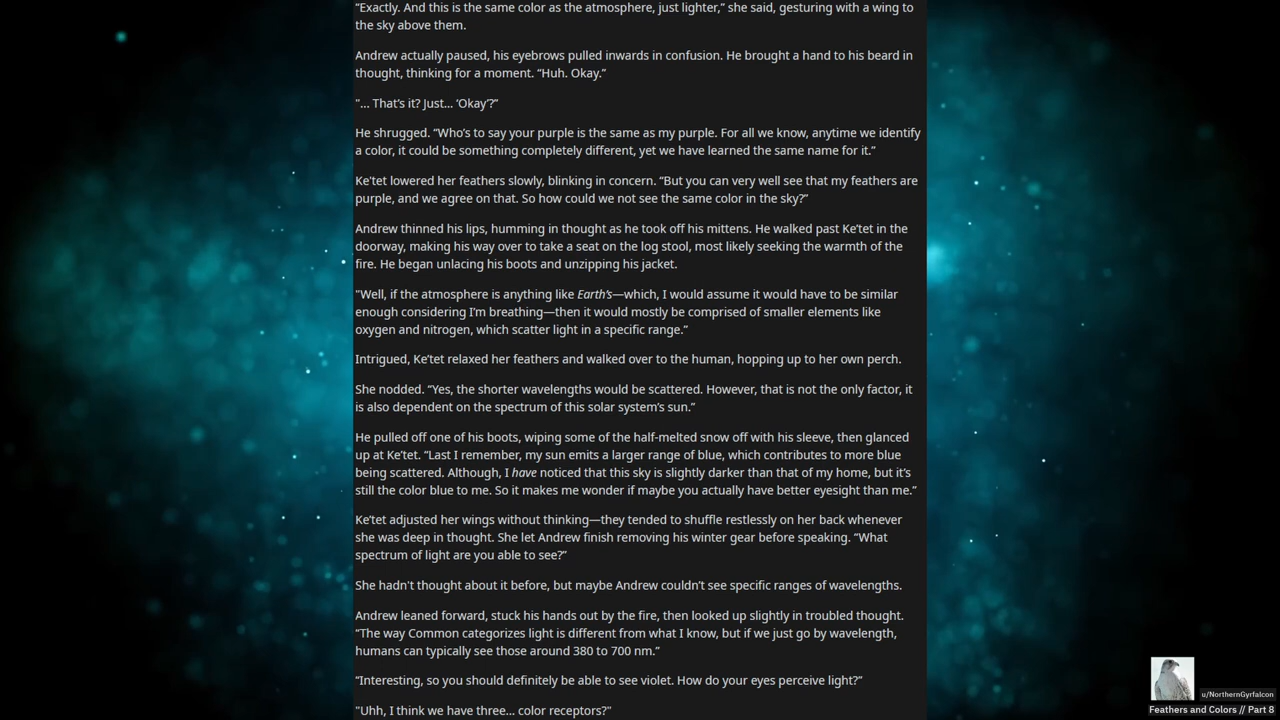 “Exactly. And this is the same color as the atmosphere, just lighter,” she said, gesturing with a wing to
the sky above them.
Andrew actually paused, his eyebrows pulled inwards in confusion. He brought a hand to his beard in
thought, thinking for a moment. “Huh. Okay.”
"… That’s it? Just… ‘Okay’?”
He shrugged. “Who’s to say your purple is the same as my purple. For all we know, anytime we identify
a color, it could be something completely different, yet we have learned the same name for it.”
Ke’tet lowered her feathers slowly, blinking in concern. “But you can very well see that my feathers are
purple, and we agree on that. So how could we not see the same color in the sky?”
Andrew thinned his lips, humming in thought as he took off his mittens. He walked past Ke’tet in the
doorway, making his way over to take a seat on the log stool, most likely seeking the warmth of the
fire. He began unlacing his boots and unzipping his jacket.
“Well, if the atmosphere is anything like Earth’s—which, I would assume it would have to be similar
enough considering I’m breathing—then it would mostly be comprised of smaller elements like
oxygen and nitrogen, which scatter light in a specific range.”
Intrigued, Ke’tet relaxed her feathers and walked over to the human, hopping up to her own perch.
She nodded. “Yes, the shorter wavelengths would be scattered. However, that is not the only factor, it
is also dependent on the spectrum of this solar system’s sun.”
He pulled off one of his boots, wiping some of the half-melted snow off with his sleeve, then glanced
up at Ke’tet. “Last I remember, my sun emits a larger range of blue, which contributes to more blue
being scattered. Although, I have noticed that this sky is slightly darker than that of my home, but it’s
still the color blue to me. So it makes me wonder if maybe you actually have better eyesight than me.”
Ke’tet adjusted her wings without thinking—they tended to shuffle restlessly on her back whenever
she was deep in thought. She let Andrew finish removing his winter gear before speaking. “What
spectrum of light are you able to see?”
She hadn't thought about it before, but maybe Andrew couldn’t see specific ranges of wavelengths.
Andrew leaned forward, stuck his hands out by the fire, then looked up slightly in troubled thought.
“The way Common categorizes light is different from what I know, but if we just go by wavelength,
humans can typically see those around 380 to 700 nm.”
“Interesting, so you should definitely be able to see violet. How do your eyes perceive light?”
"Uhh, I think we have three… color receptors?"
u/NorthernGyrfalcon
Feathers and Colors // Part 8